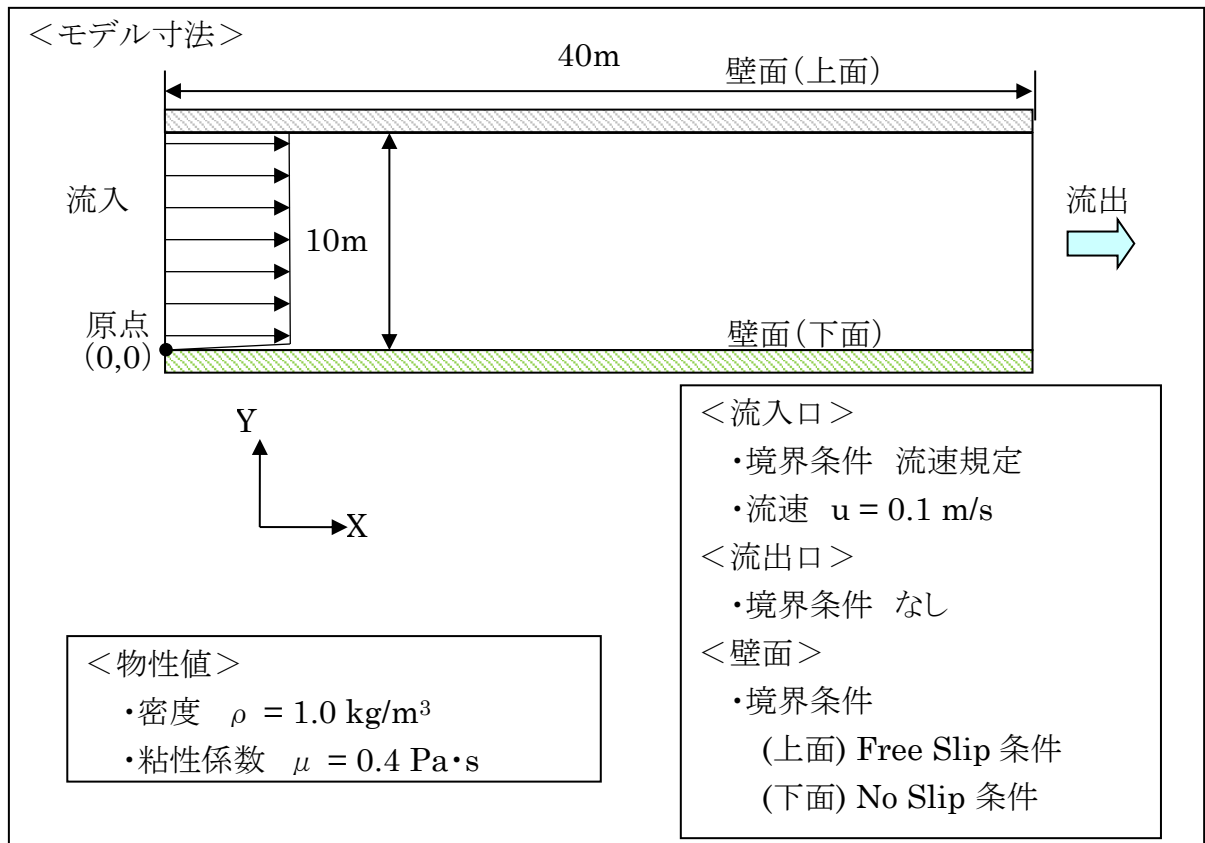 ＜モデル寸法＞
40m
壁面（上面）
流入
10m
流出
原点
(0,0)
壁面（下面）
Y
X
＜流入口＞
・境界条件　流速規定
・流速　u = 0.1 m/s
＜流出口＞
・境界条件　なし
＜壁面＞
・境界条件
(上面) Free Slip 条件
(下面) No Slip 条件
＜物性値＞
・密度　ρ = 1.0 kg/m³
・粘性係数　μ = 0.4 Pa・s